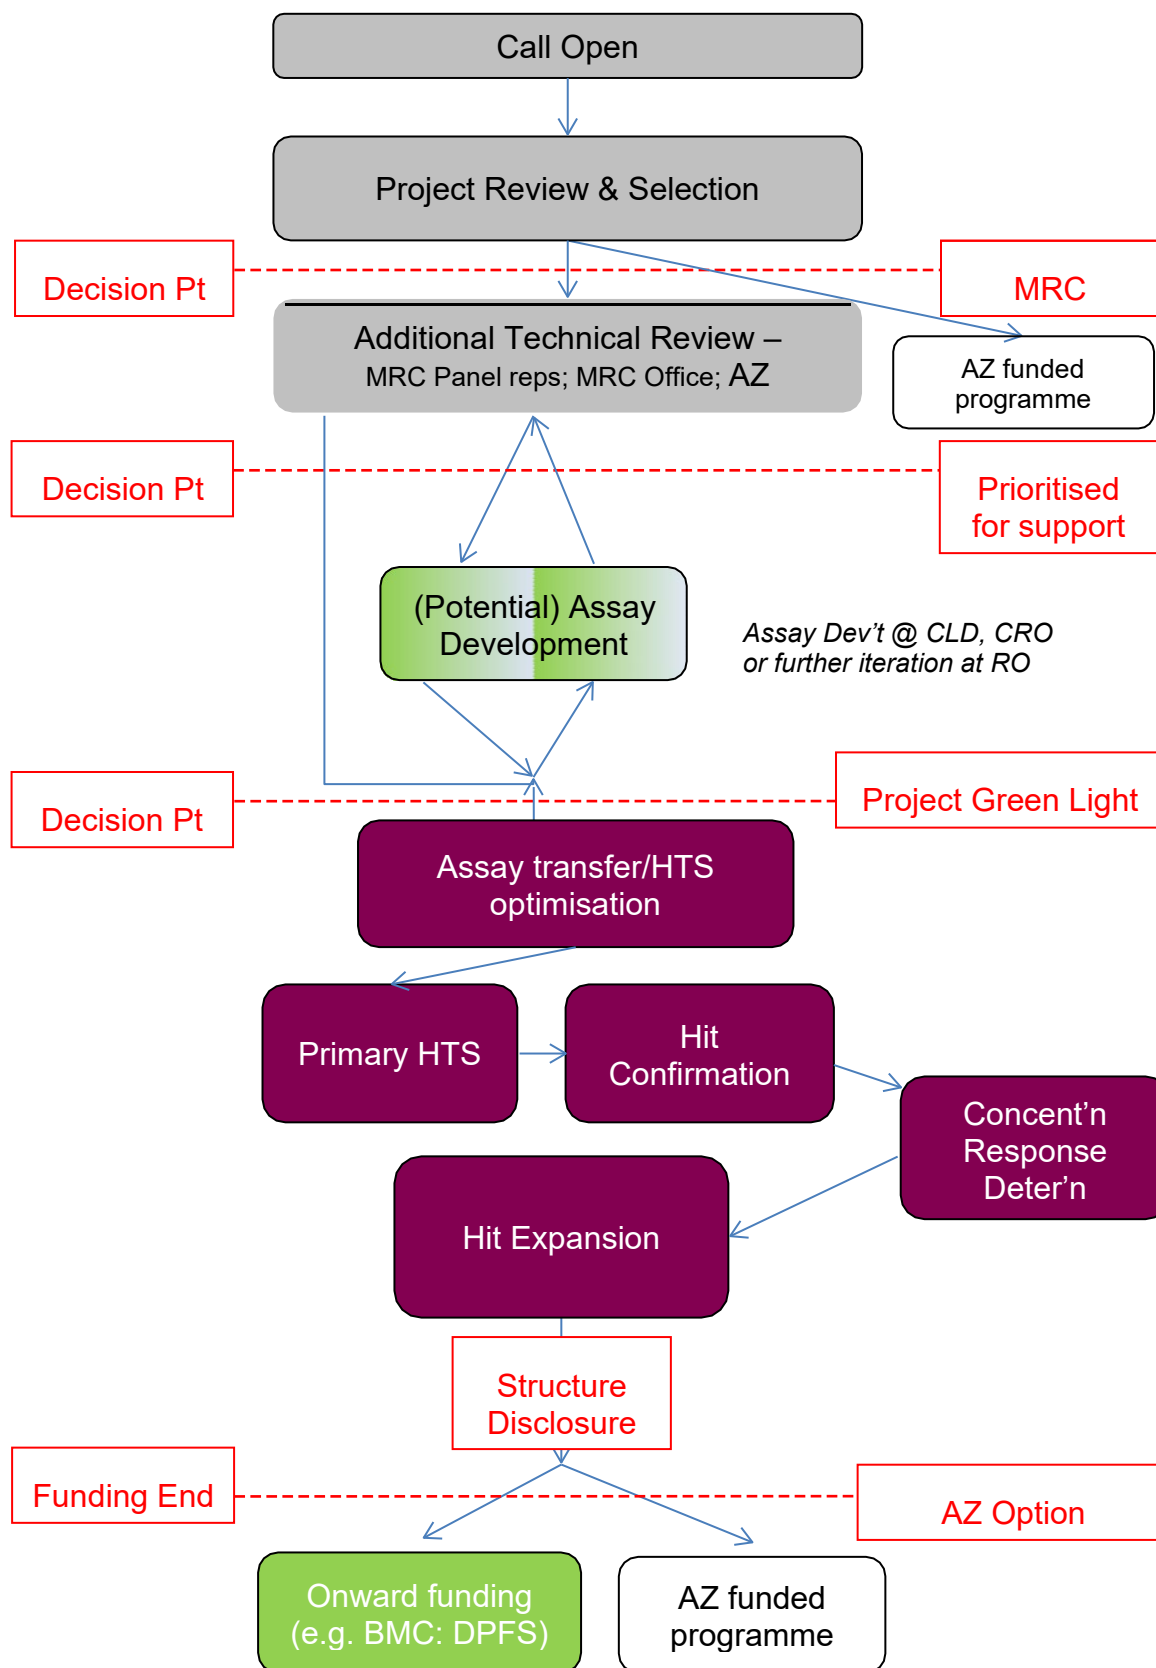 Call Open
Project Review & Selection
Decision Pt
MRC
Additional Technical Review –
MRC Panel reps; MRC Office; AZ
AZ funded
programme
Decision Pt
Prioritised
for support
(Potential) Assay
Development
Assay Dev’t @ CLD, CRO
or further iteration at RO
Decision Pt
Project Green Light
Assay transfer/HTS
optimisation
Primary HTS
Hit
Confirmation
Concent’n
Response
Deter’n
Hit Expansion
Structure
Disclosure
Funding End
AZ Option
Onward funding
(e.g. BMC: DPFS)
AZ funded
programme